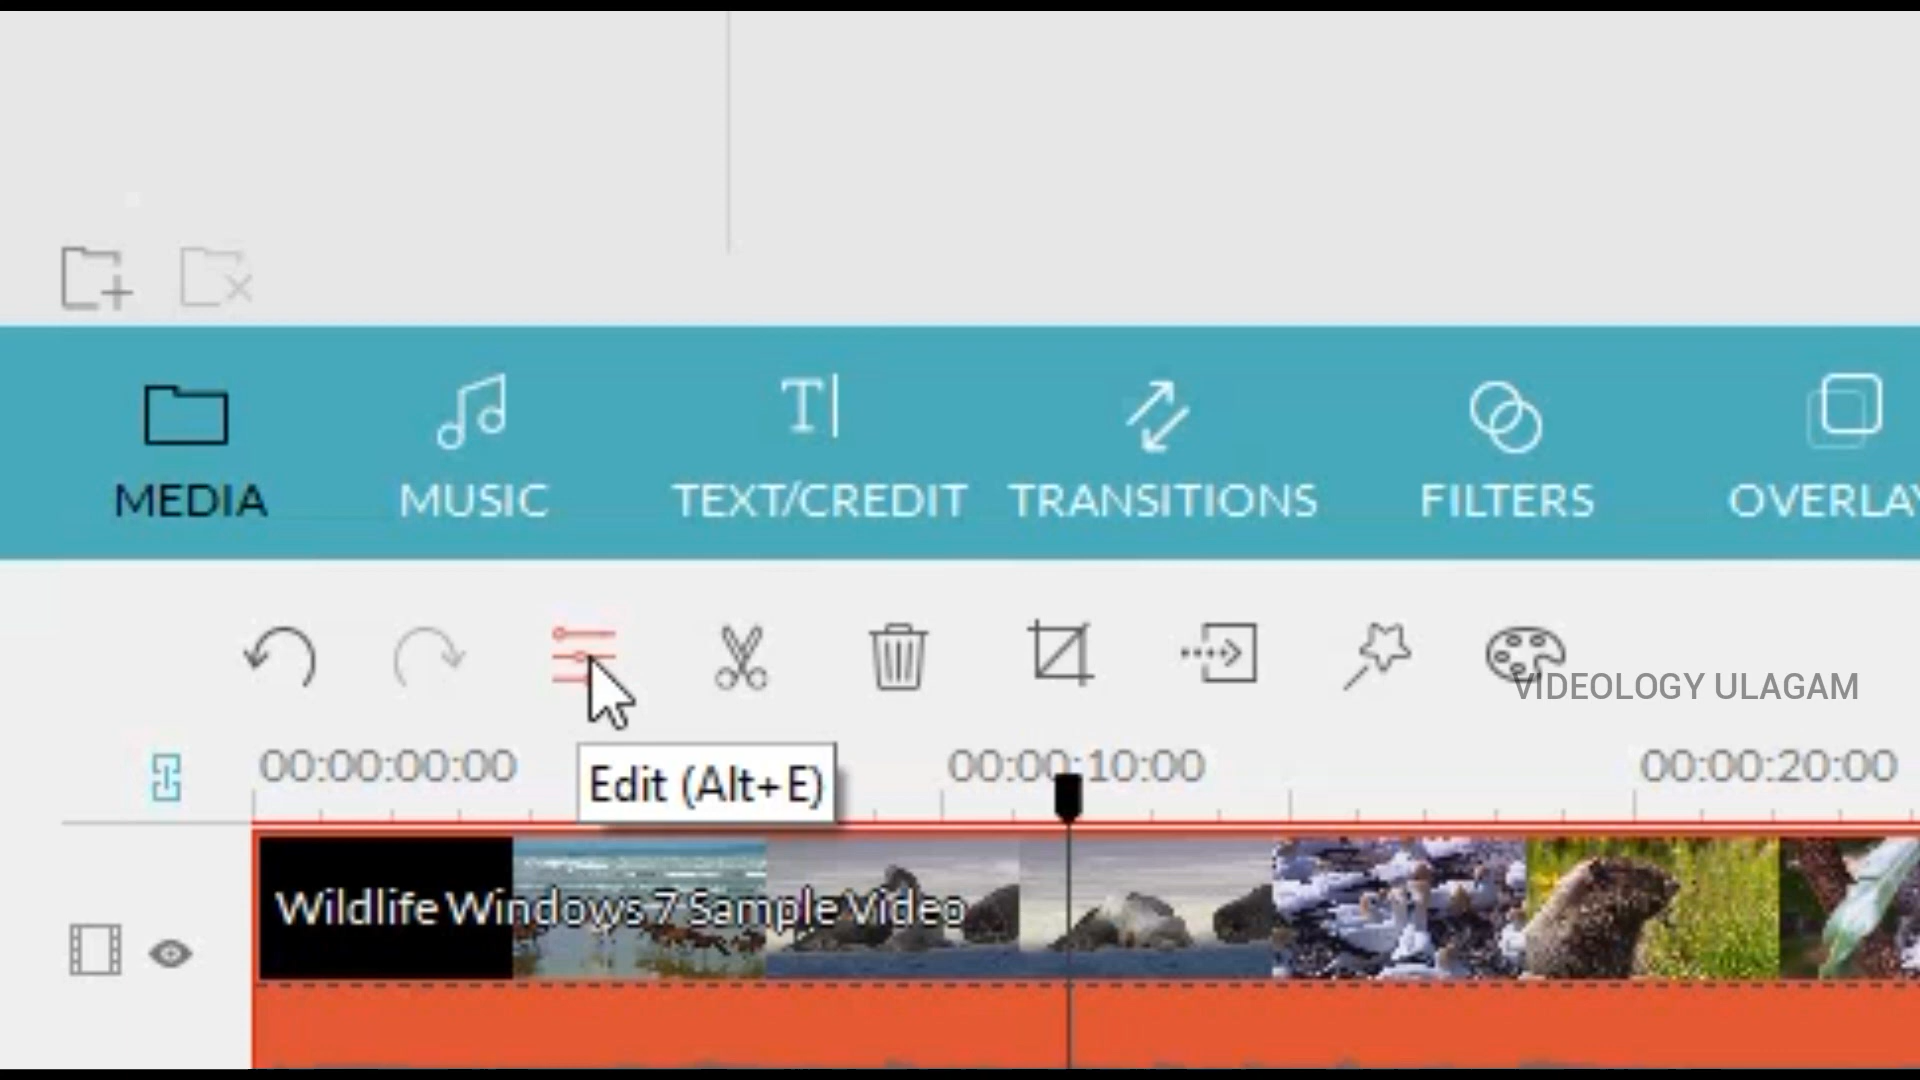 MEDIA
MUSIC
TEXT/CREDIT
TRANSITIONS
FILTERS
OVERLAY
VIDEOLOGY ULAGAM
00:00:00:00
00:00:10:00
00:00:20:00
Edit (Alt+E)
Wildlife Windows 7 Sample Video